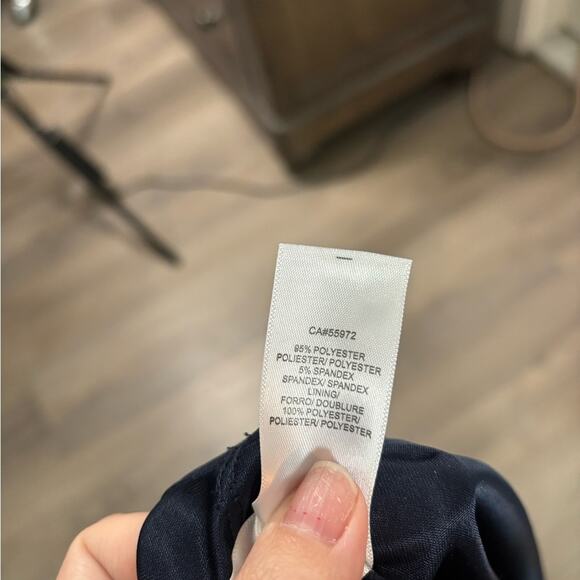 CA#55972
95% POLYESTER
POLIESTER/ POLYESTER
5% SPANDEX
SPANDEX/ SPANDEX
LINING/
FORRO/ DOUBLURE
100% POLYESTER/
POLIESTER/ POLYESTER